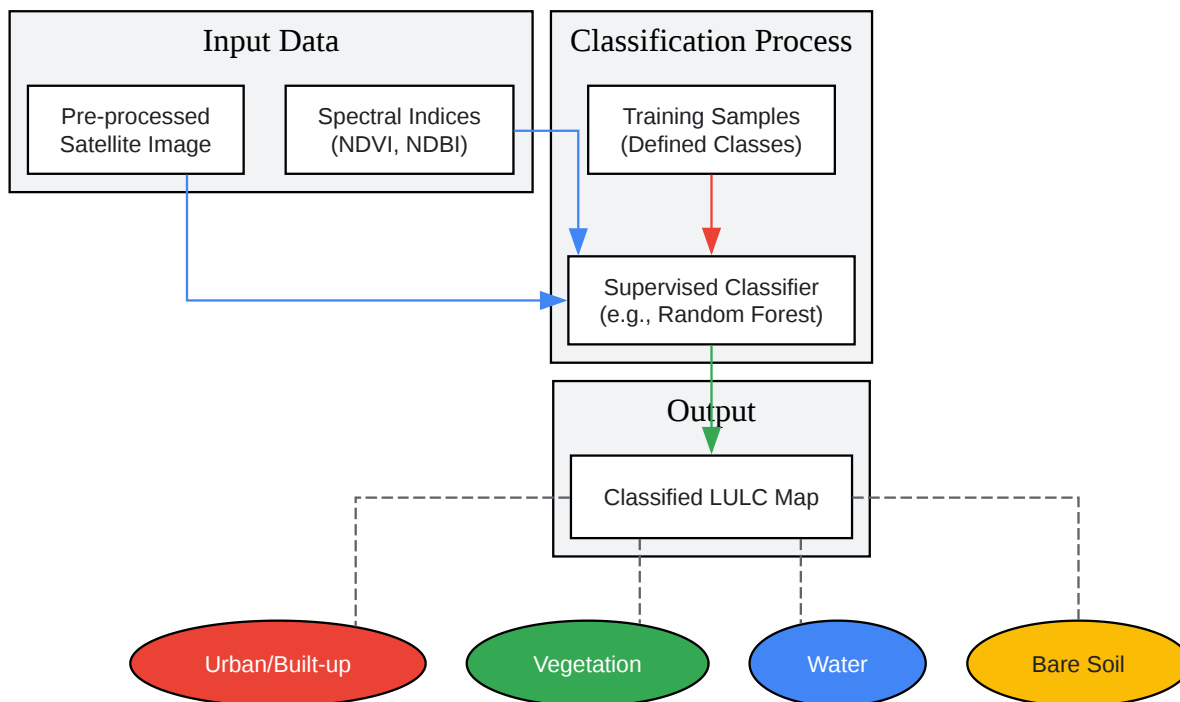 Input Data
Pre-processed
Satellite Image
Spectral Indices
(NDVI, NDBI)
Classification Process
Training Samples
(Defined Classes)
Supervised Classifier
(e.g., Random Forest)
Output
Classified LULC Map
Urban/Built-up
Vegetation
Water
Bare Soil